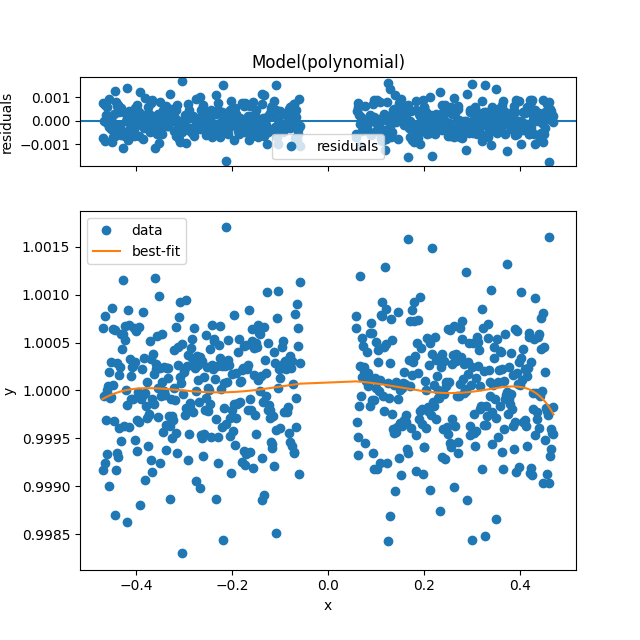 Model(polynomial)
residuals
0.001
0.000
−0.001
residuals
data
best-fit
y
1.0015
1.0010
1.0005
1.0000
0.9995
0.9990
0.9985
−0.4 −0.2 0.0 0.2 0.4
x